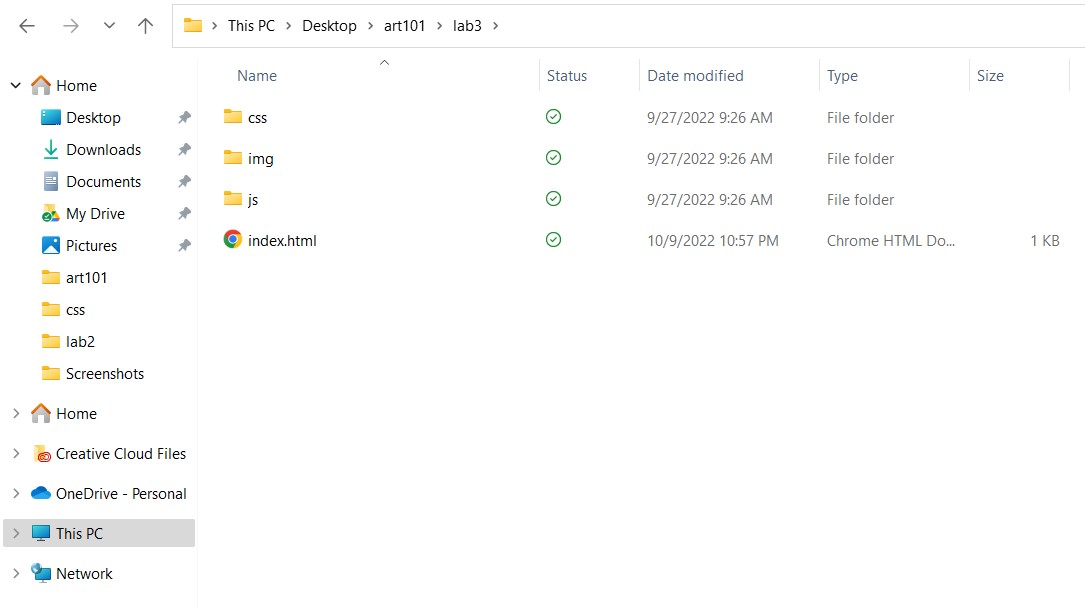 This PC > Desktop > art101 > lab3 >
Name Status Date modified Type Size
css 9/27/2022 9:26 AM File folder
img 9/27/2022 9:26 AM File folder
js 9/27/2022 9:26 AM File folder
index.html 10/9/2022 10:57 PM Chrome HTML Do... 1 KB
Home
Desktop
Downloads
Documents
My Drive
Pictures
art101
css
lab2
Screenshots
Home
Creative Cloud Files
OneDrive - Personal
This PC
Network